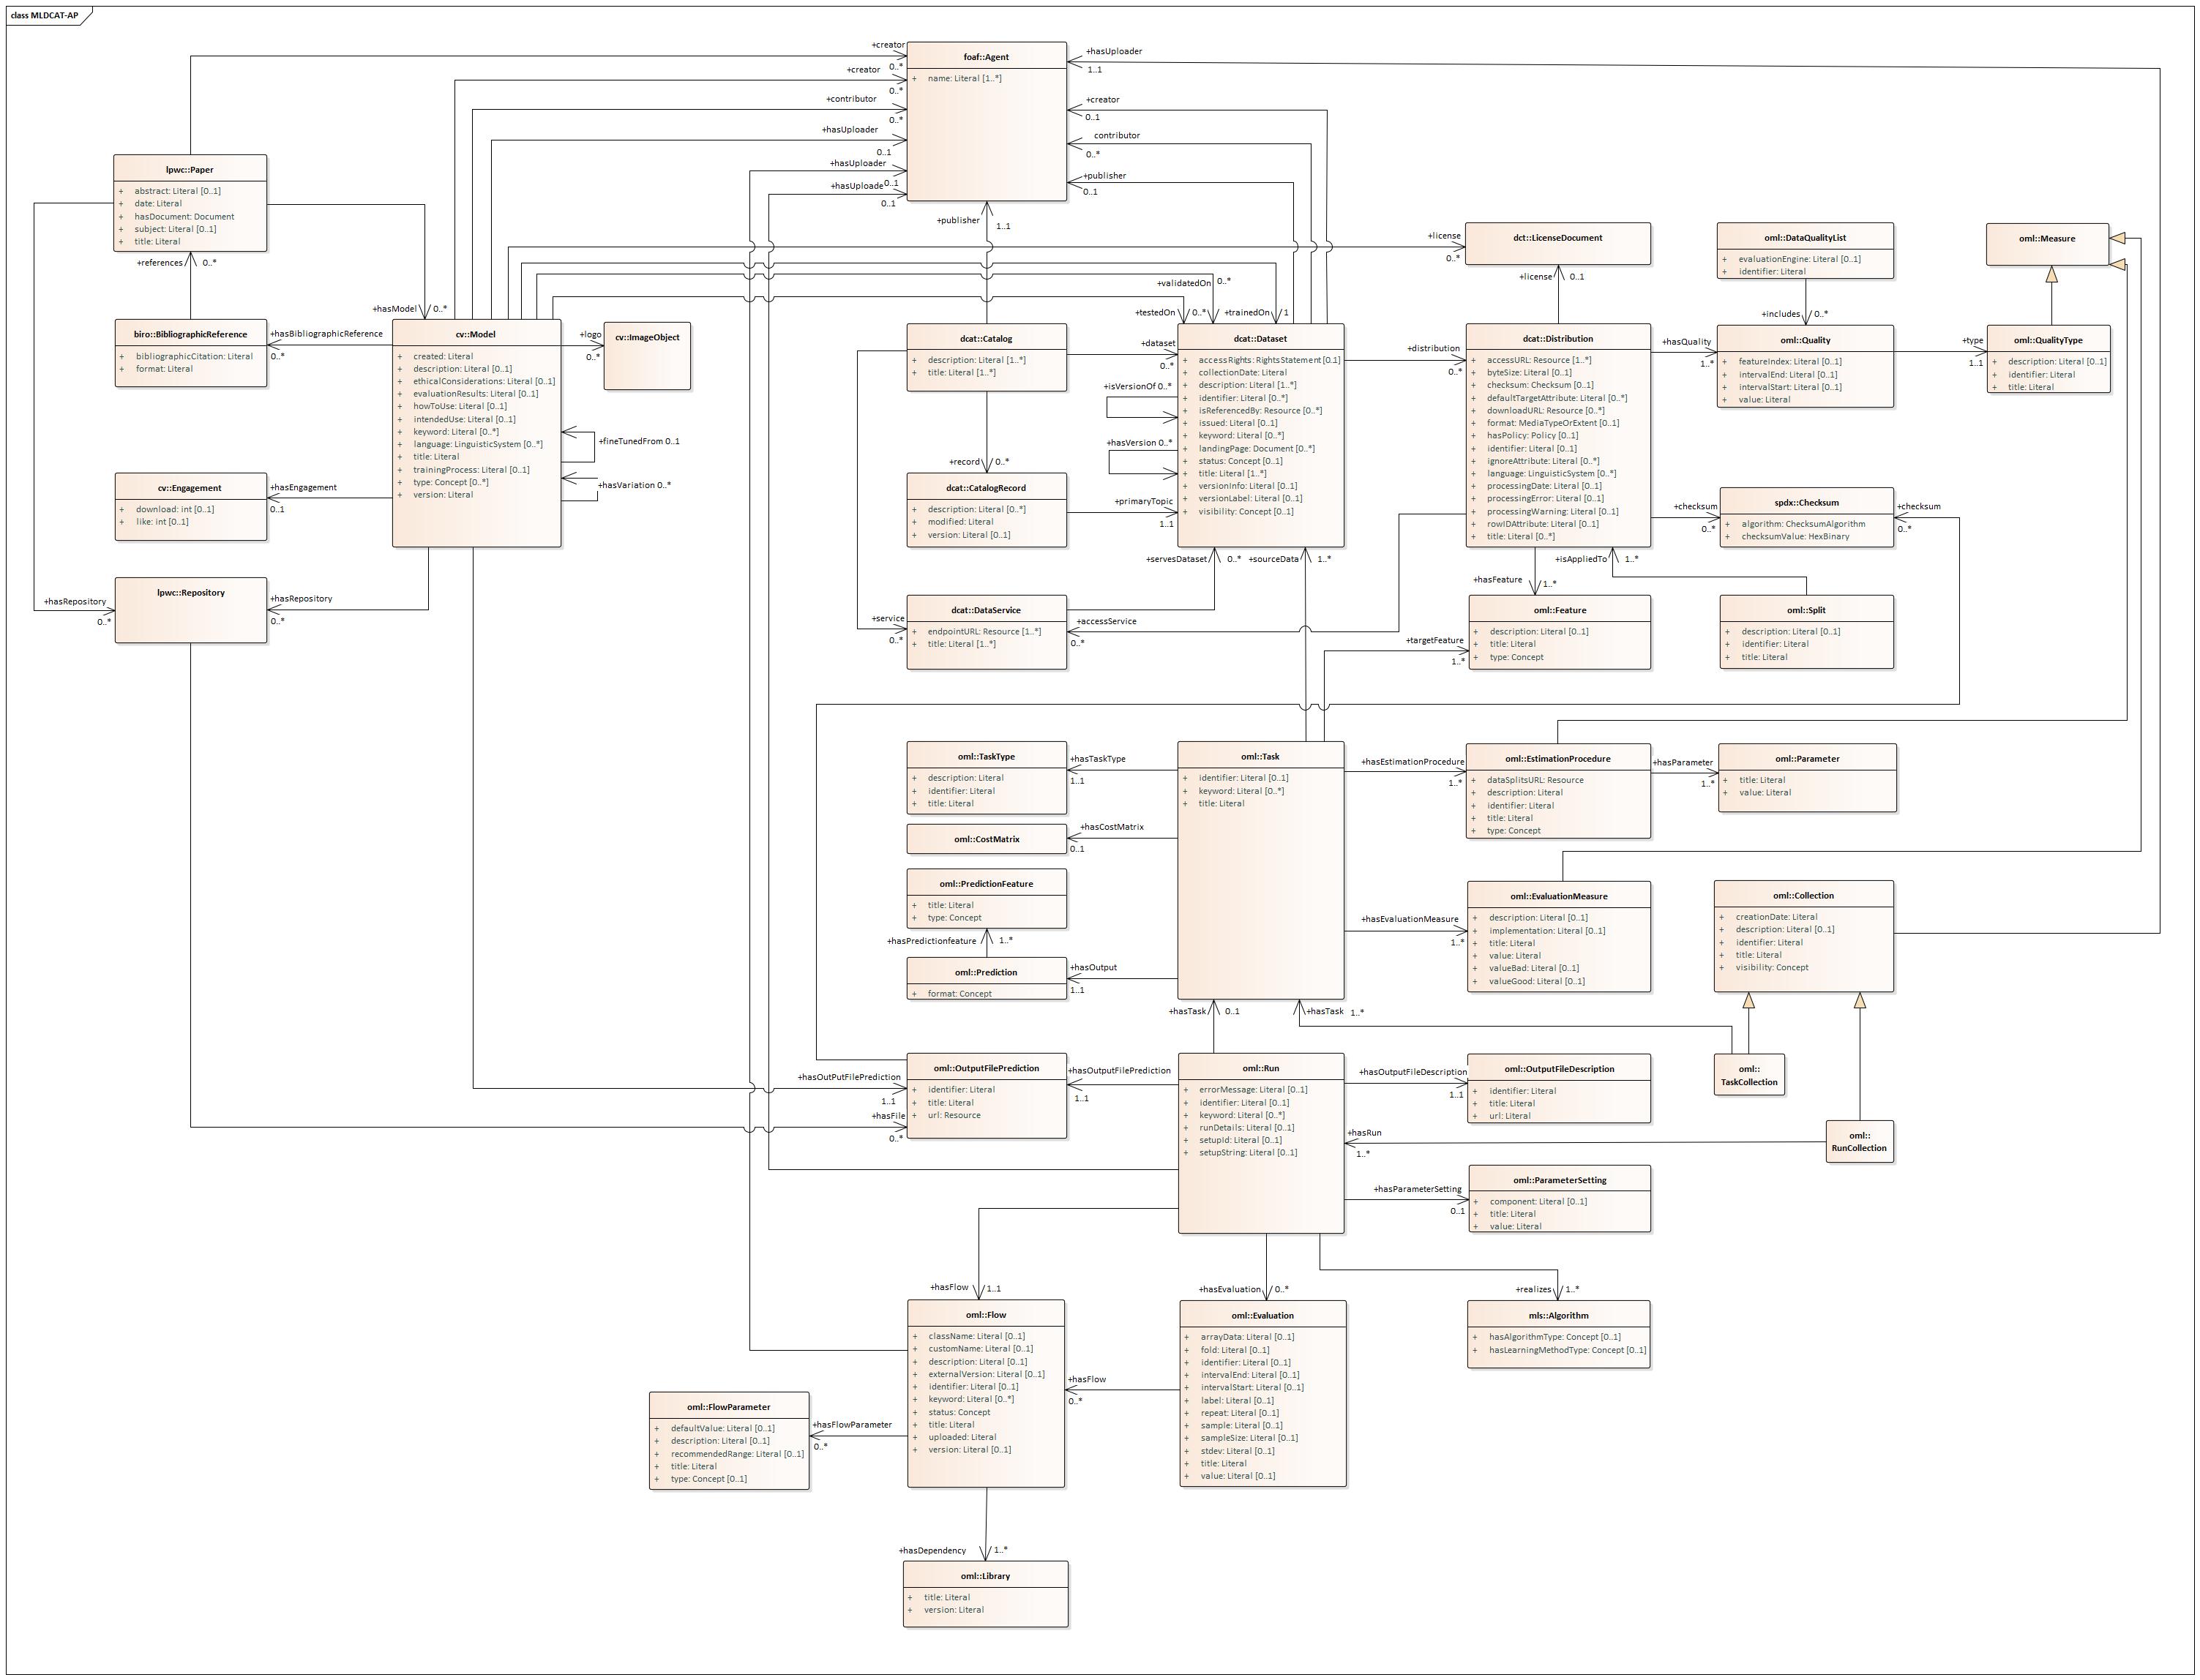 class MLDCAT-AP
foaf::Agent
+ name: Literal [1..*]
+creator
0..*
+creator
0..*
+contributor
0..*
+hasUploader
0..1
+hasUploader
0..1
+hasUploade
0..1
+hasUploader
1..1
+creator
0..1
contributor
0..*
+publisher
0..1
+publisher
1..1
lpwc::Paper
+ abstract: Literal [0..1]
+ date: Literal
+ hasDocument: Document
+ subject: Literal [0..1]
+ title: Literal
+references 0..*
+hasModel 0..*
biro::BibliographicReference
+ bibliographicCitation: Literal
+ format: Literal
+hasBibliographicReference
0..*
cv::Model
+ created: Literal
+ description: Literal [0..1]
+ ethicalConsiderations: Literal [0..1]
+ evaluationResults: Literal [0..1]
+ howToUse: Literal [0..1]
+ intendedUse: Literal [0..1]
+ keyword: Literal [0..*]
+ language: LinguisticSystem [0..*]
+ title: Literal
+ trainingProcess: Literal [0..1]
+ type: Concept [0..*]
+ version: Literal
+logo
0..*
cv::ImageObject
+fineTunedFrom 0..1
+hasVariation 0..*
cv::Engagement
+ download: int [0..1]
+ like: int [0..1]
+hasEngagement
0..1
lpwc::Repository
+hasRepository
0..*
+hasRepository
0..*
+license
0..*
dct::LicenseDocument
+license 0..1
+validatedOn 0..*
+testedOn 0..*
+trainedOn 1
oml::DataQualityList
+ evaluationEngine: Literal [0..1]
+ identifier: Literal
+includes 0..*
oml::Measure
dcat::Catalog
+ description: Literal [1..*]
+ title: Literal [1..*]
+dataset
0..*
+record 0..*
dcat::Dataset
+ accessRights: RightsStatement [0.1]
+ collectionDate: Literal
+ description: Literal [1..*]
+ identifier: Literal [0..*]
+ isReferencedBy: Resource [0..*]
+ issued: Literal [0..1]
+ keyword: Literal [0..*]
+ landingPage: Document [0..*]
+ status: Concept [0..1]
+ title: Literal [1..*]
+ versionInfo: Literal [0..1]
+ versionLabel: Literal [0..1]
+ visibility: Concept [0..1]
+isVersionOf 0..*
+hasVersion 0..*
+distribution
0..*
dcat::Distribution
+ accessURL: Resource [1..*]
+ byteSize: Literal [0..1]
+ checksum: Checksum [0..1]
+ defaultTargetAttribute: Literal [0..*]
+ downloadURL: Resource [0..*]
+ format: MediaTypeOrExtent [0..1]
+ hasPolicy: Policy [0..1]
+ identifier: Literal [0..1]
+ ignoreAttribute: Literal [0..*]
+ language: LinguisticSystem [0..*]
+ processingDate: Literal [0..1]
+ processingError: Literal [0..1]
+ processingWarning: Literal [0..1]
+ rowIDAttribute: Literal [0..1]
+ title: Literal [0..*]
+hasQuality
1..*
oml::Quality
+ featureIndex: Literal [0..1]
+ intervalEnd: Literal [0..1]
+ intervalStart: Literal [0..1]
+ value: Literal
+type
1..1
oml::QualityType
+ description: Literal [0..1]
+ identifier: Literal
+ title: Literal
dcat::CatalogRecord
+ description: Literal [0..*]
+ modified: Literal
+ version: Literal [0..1]
+primaryTopic
1..1
+checksum
0..*
spdx::Checksum
+ algorithm: ChecksumAlgorithm
+ checksumValue: HexBinary
+checksum
0..*
+servesDataset 0..*
+sourceData 1..*
+isAppliedTo 1..*
+hasFeature 1..*
dcat::DataService
+ endpointURL: Resource [1..*]
+ title: Literal [1..*]
+service
0..*
+accessService
0..*
oml::Feature
+ description: Literal [0..1]
+ title: Literal
+ type: Concept
+targetFeature
1..*
oml::Split
+ description: Literal [0..1]
+ identifier: Literal
+ title: Literal
oml::TaskType
+ description: Literal
+ identifier: Literal
+ title: Literal
+hasTaskType
1..1
oml::Task
+ identifier: Literal [0..1]
+ keyword: Literal [0..*]
+ title: Literal
+hasEstimationProcedure
1..*
oml::EstimationProcedure
+ dataSplitsURL: Resource
+ description: Literal
+ identifier: Literal
+ title: Literal
+ type: Concept
+hasParameter
1..*
oml::Parameter
+ title: Literal
+ value: Literal
oml::CostMatrix
+hasCostMatrix
0..1
oml::PredictionFeature
+ title: Literal
+ type: Concept
+hasPredictionfeature 1..*
oml::Prediction
+ format: Concept
+hasOutput
1..1
+hasEvaluationMeasure
1..*
oml::EvaluationMeasure
+ description: Literal [0..1]
+ implementation: Literal [0..1]
+ title: Literal
+ value: Literal
+ valueBad: Literal [0..1]
+ valueGood: Literal [0..1]
oml::Collection
+ creationDate: Literal
+ description: Literal [0..1]
+ identifier: Literal
+ title: Literal
+ visibility: Concept
+hasTask 0..1
+hasTask 1..*
oml::OutputFilePrediction
+ identifier: Literal
+ title: Literal
+ url: Resource
+hasOutPutFilePrediction
1..1
+hasFile
0..*
+hasOutputFilePrediction
1..1
oml::Run
+ errorMessage: Literal [0..1]
+ identifier: Literal [0..1]
+ keyword: Literal [0..*]
+ runDetails: Literal [0..1]
+ setupId: Literal [0..1]
+ setupString: Literal [0..1]
+hasOutputFileDescription
1..1
oml::OutputFileDescription
+ identifier: Literal
+ title: Literal
+ url: Literal
oml::
TaskCollection
+hasRun
1..*
oml::
RunCollection
+hasParameterSetting
0..1
oml::ParameterSetting
+ component: Literal [0..1]
+ title: Literal
+ value: Literal
+hasFlow 1..1
+hasEvaluation 0..*
+realizes 1..*
oml::Flow
+ className: Literal [0..1]
+ customName: Literal [0..1]
+ description: Literal [0..1]
+ externalVersion: Literal [0..1]
+ identifier: Literal [0..1]
+ keyword: Literal [0..*]
+ status: Concept
+ title: Literal
+ uploaded: Literal
+ version: Literal [0..1]
+hasFlow
0..*
oml::Evaluation
+ arrayData: Literal [0..1]
+ fold: Literal [0..1]
+ identifier: Literal [0..1]
+ intervalEnd: Literal [0..1]
+ intervalStart: Literal [0..1]
+ label: Literal [0..1]
+ repeat: Literal [0..1]
+ sample: Literal [0..1]
+ sampleSize: Literal [0..1]
+ stdev: Literal [0..1]
+ title: Literal
+ value: Literal [0..1]
mls::Algorithm
+ hasAlgorithmType: Concept [0..1]
+ hasLearningMethodType: Concept [0..1]
oml::FlowParameter
+ defaultValue: Literal [0..1]
+ description: Literal [0..1]
+ recommendedRange: Literal [0..1]
+ title: Literal
+ type: Concept [0..1]
+hasFlowParameter
0..*
+hasDependency 1..*
oml::Library
+ title: Literal
+ version: Literal